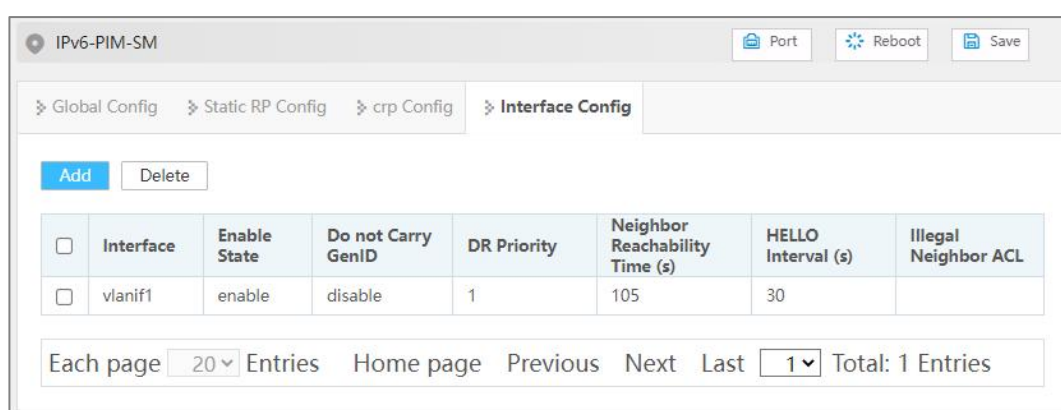 IPv6-PIM-SM Port Reboot Save
Global Config Static RP Config crp Config Interface Config
Add Delete
Interface Enable State Do not Carry GenID DR Priority Neighbor Reachability Time (s) HELLO Interval (s) Illegal Neighbor ACL
vlanif1 enable disable 1 105 30
Each page 20 Entries Home page Previous Next Last 1 Total: 1 Entries